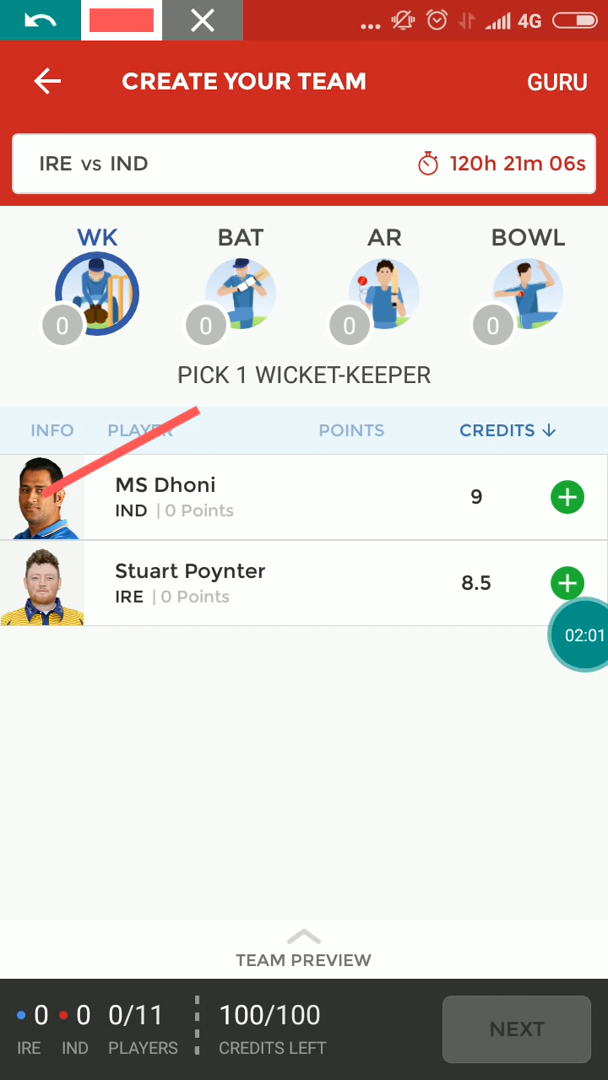 ... 4G
CREATE YOUR TEAM GURU
IRE vs IND 120h 21m 06s
WK BAT AR BOWL
0 0 0 0
PICK 1 WICKET-KEEPER
INFO PLAYER POINTS CREDITS ↓
MS Dhoni
IND | 0 Points 9
Stuart Poynter
IRE | 0 Points 8.5
02:01
TEAM PREVIEW
0 0 0/11 100/100
IRE IND PLAYERS CREDITS LEFT
NEXT